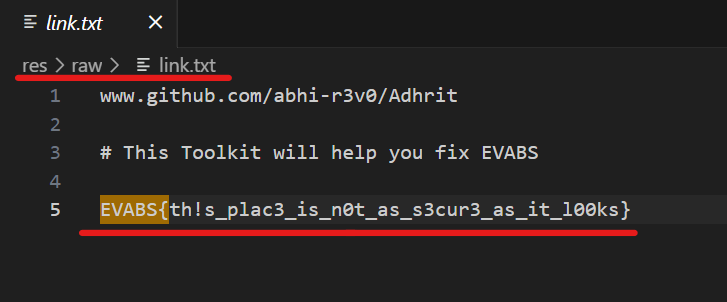 link.txt
res > raw > link.txt
1 www.github.com/abhi-r3v0/Adhrit
2
3 # This Toolkit will help you fix EVABS
4
5 EVABS{th!s_plac3_is_n0t_as_s3cur3_as_it_l00ks}